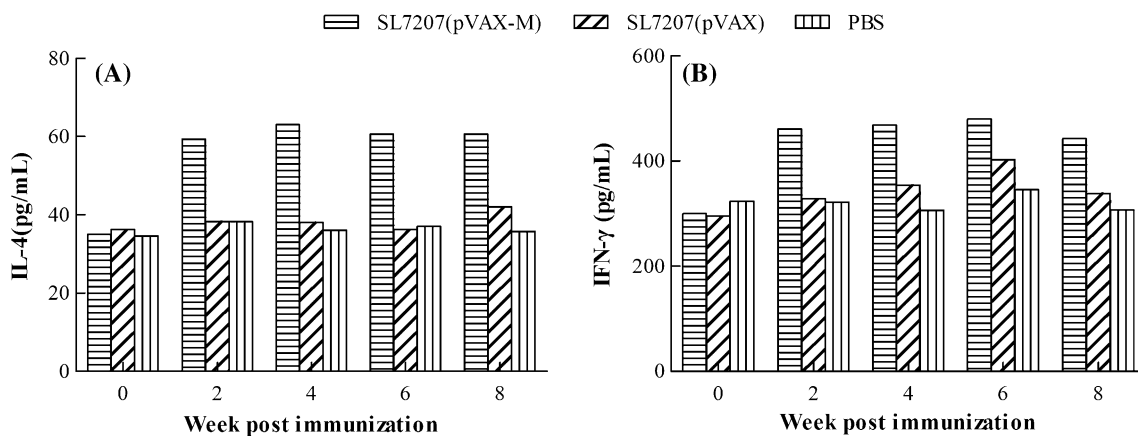 SL7207(pVAX-M) SL7207(pVAX) PBS
(A)
IL-4(pg/mL)
80
60
40
20
0
0 2 4 6 8
Week post immunization
(B)
IFN-γ (pg/mL)
600
400
200
0
0 2 4 6 8
Week post immunization